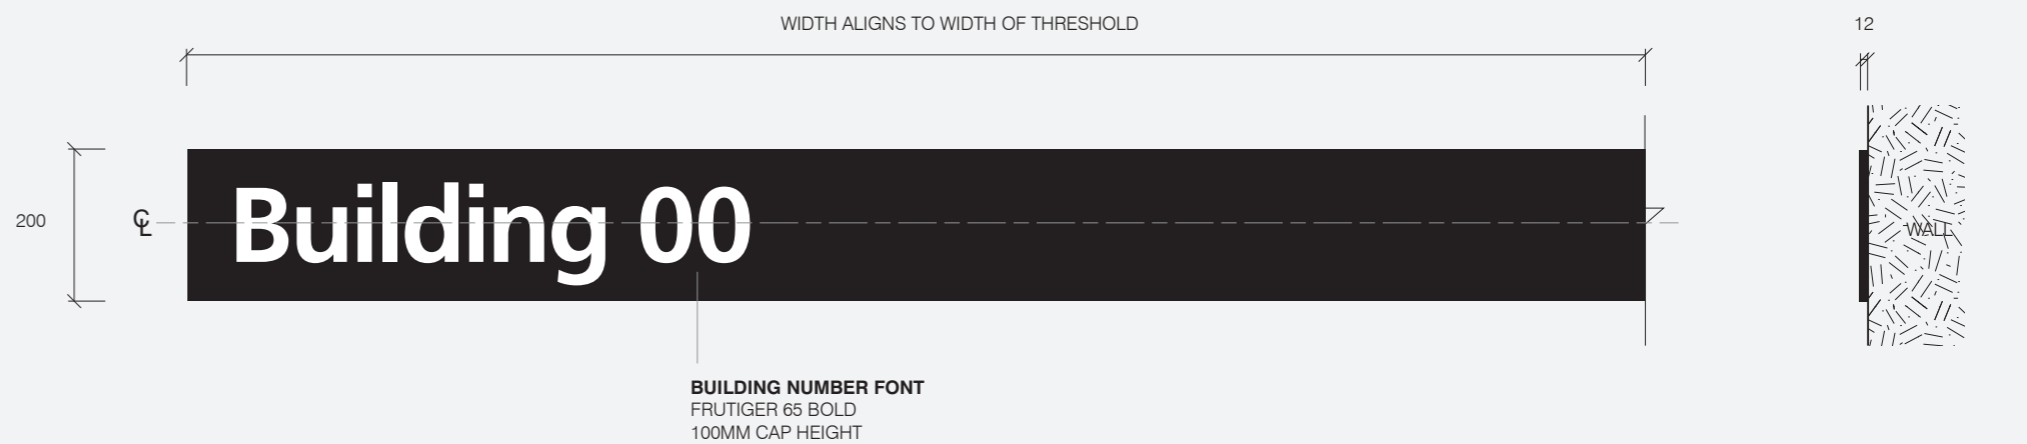 WIDTH ALIGNS TO WIDTH OF THRESHOLD
12
200
℄
Building 00
WALL
BUILDING NUMBER FONT
FRUTIGER 65 BOLD
100MM CAP HEIGHT